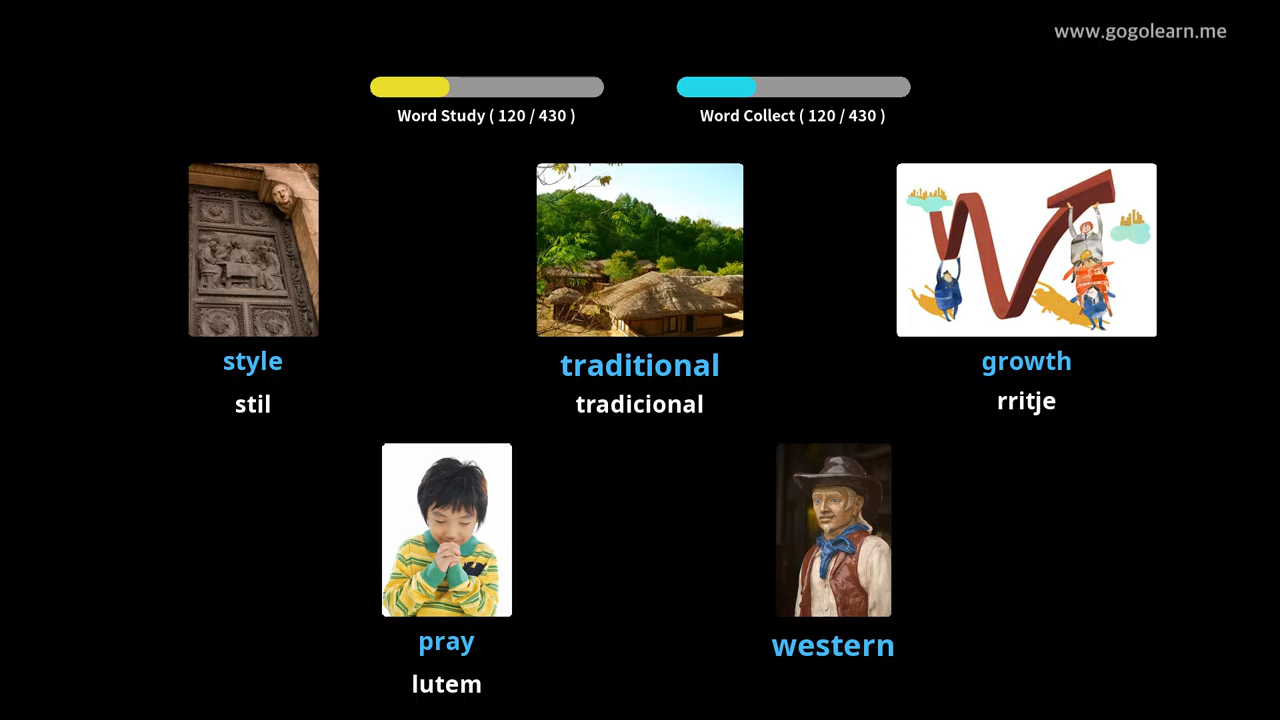 www.gogolearn.me
Word Study ( 120 / 430 )
Word Collect ( 120 / 430 )
style
stil
traditional
tradicional
growth
rritje
pray
lutem
western